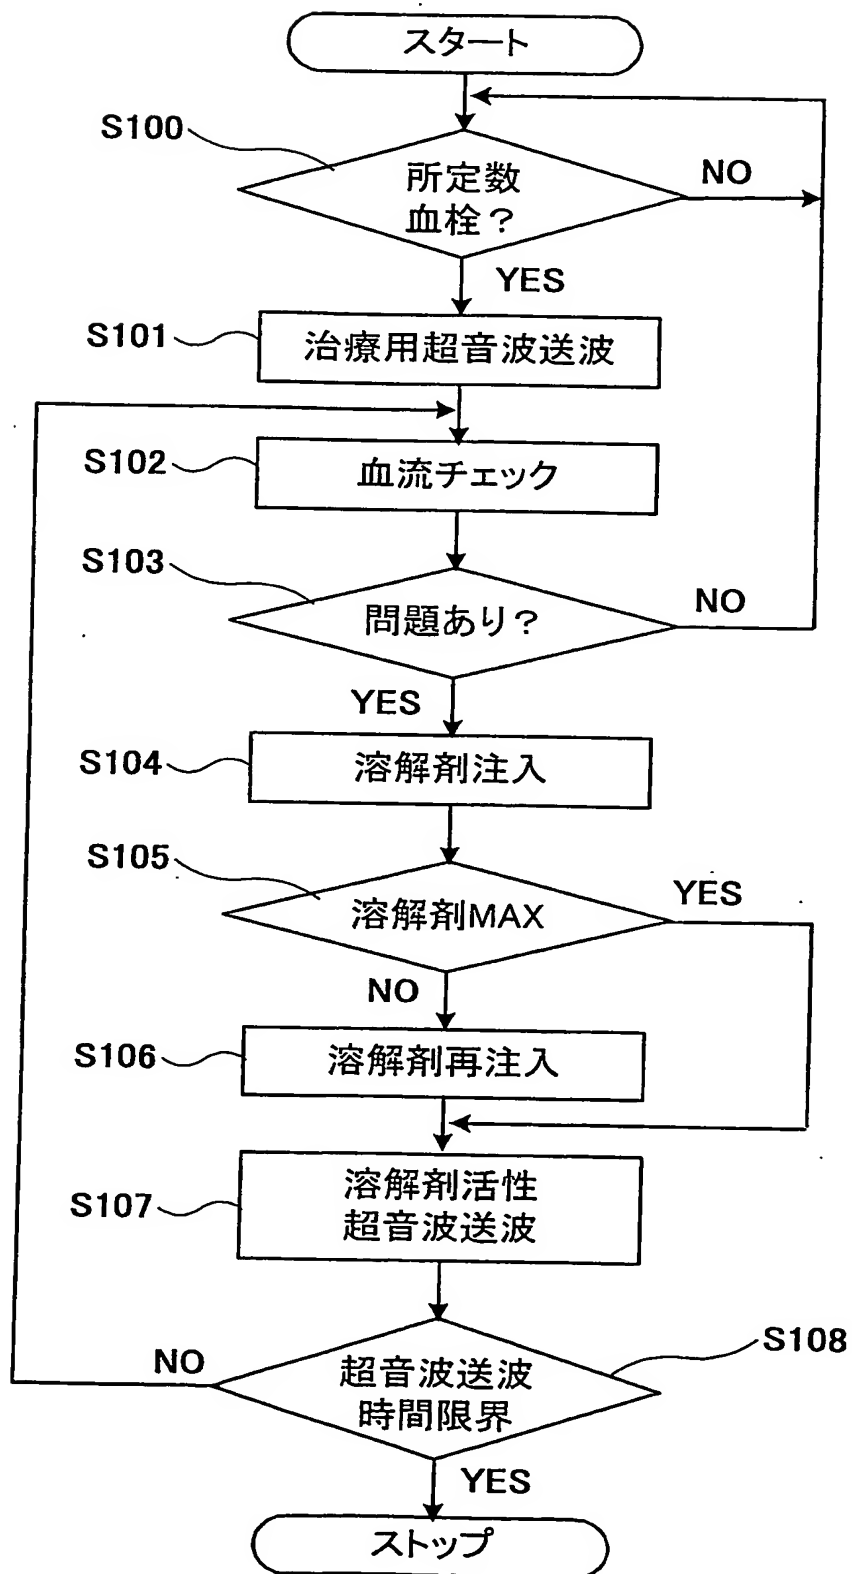 スタート
S100
所定数
血栓？
NO
YES
S101
治療用超音波送波
S102
血流チェック
S103
問題あり？
NO
YES
S104
溶解剤注入
S105
溶解剤MAX
YES
NO
S106
溶解剤再注入
S107
溶解剤活性
超音波送波
S108
超音波送波
時間限界
NO
YES
ストップ